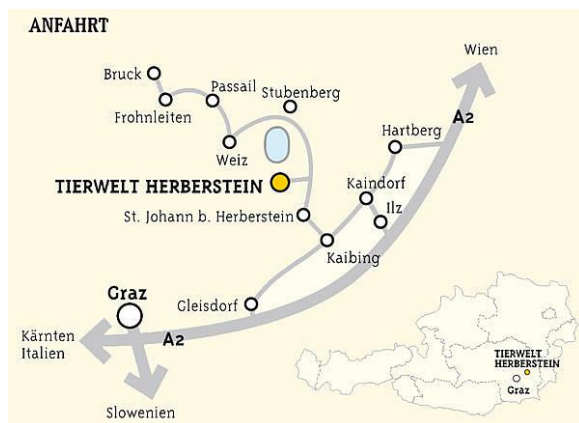 ANFAHRT
Wien
Bruck
Passail
Stubenberg
Frohnleiten
A2
Hartberg
Weiz
TIERWELT HERBERSTEIN
Kaindorf
Ilz
St. Johann b. Herberstein
Kaibing
Graz
Gleisdorf
Kärnten
Italien
A2
Slowenien
TIERWELT
HERBERSTEIN
Graz